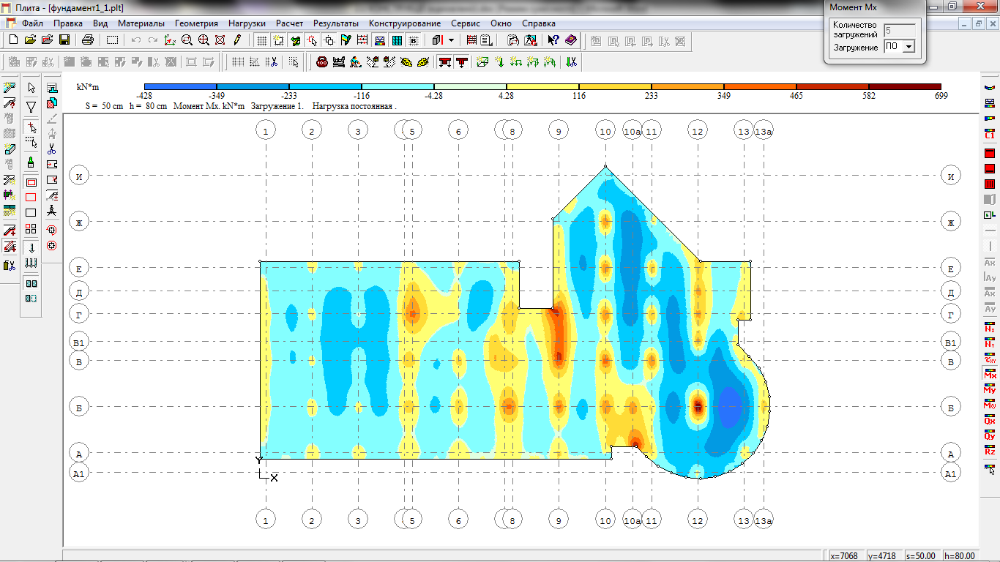 Плита - [фундамент1_1.plt]
Момент Mx
Количество загружений 5
Загружение ПО
Файл Правка Вид Материалы Геометрия Нагрузки Расчет Результаты Конструирование Сервис Окно Справка
kN*m
-428 -349 -233 -116 -4.28 4.28 116 233 349 465 582 699
S = 50 cm h = 80 cm Момент Mx. kN*m Загружение 1. Нагрузка постоянная .
1 2 3 5 6 8 9 10 10а 11 12 13 13а
И И
Ж Ж
Е Е
Д Д
Г Г
В1 В1
В В
Б Б
А А
А1 А1
Y
X
1 2 3 5 6 8 9 10 10а 11 12 13 13а
C1
Ax
Ay
Ax
Ay
Nx
Ny
τxy
Mx
My
Mxy
Qx
Qy
Rz
x=7068 y=4718 s=50.00 h=80.00